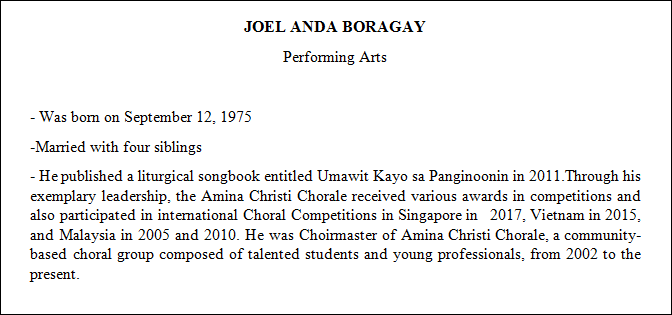 JOEL ANDA BORAGAY
Performing Arts
- Was born on September 12, 1975
-Married with four siblings
- He published a liturgical songbook entitled Umawit Kayo sa Panginoonin in 2011.Through his
exemplary leadership, the Amina Christi Chorale received various awards in competitions and
also participated in international Choral Competitions in Singapore in 2017, Vietnam in 2015,
and Malaysia in 2005 and 2010. He was Choirmaster of Amina Christi Chorale, a community-
based choral group composed of talented students and young professionals, from 2002 to the
present.